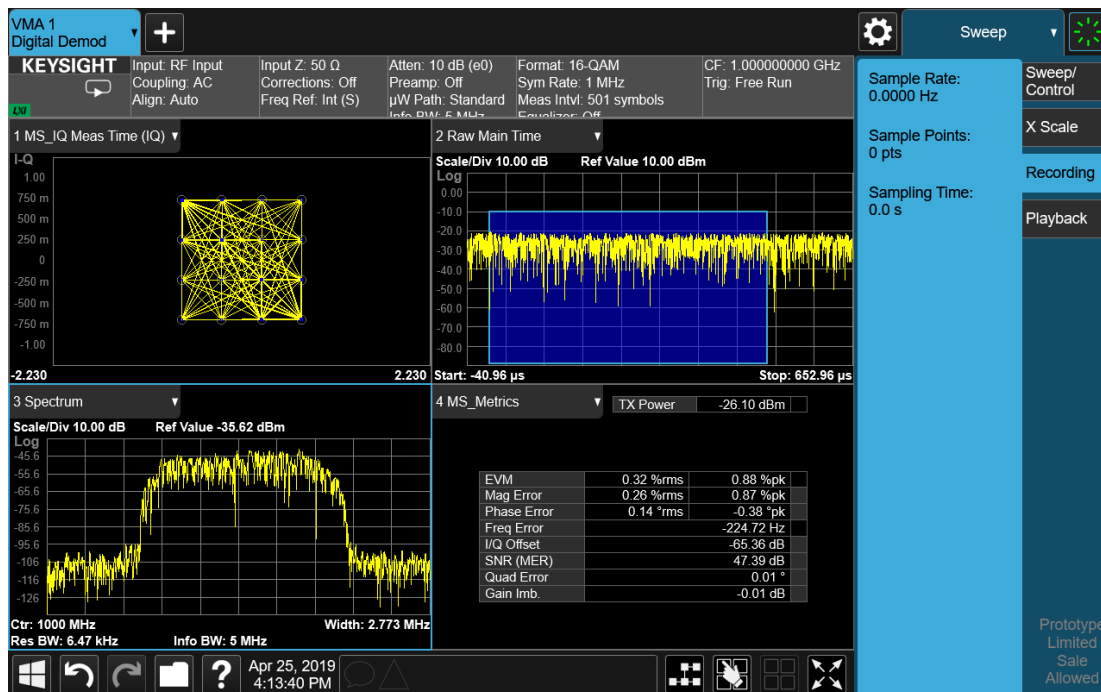 VMA 1
Digital Demod
Sweep
KEYSIGHT
LXI
Input: RF Input
Coupling: AC
Align: Auto
Input Z: 50 Ω
Corrections: Off
Freq Ref: Int (S)
Atten: 10 dB (e0)
Preamp: Off
µW Path: Standard
Info BW: 5 MHz
Format: 16-QAM
Sym Rate: 1 MHz
Meas Intvl: 501 symbols
Equalizer: Off
CF: 1.000000000 GHz
Trig: Free Run
1 MS_IQ Meas Time (IQ)
I-Q
1.00
750 m
500 m
250 m
0
-250 m
-500 m
-750 m
-1.00
-2.230
2.230
2 Raw Main Time
Scale/Div 10.00 dB Ref Value 10.00 dBm
Log
0.00
-10.0
-20.0
-30.0
-40.0
-50.0
-60.0
-70.0
-80.0
Start: -40.96 µs Stop: 652.96 µs
3 Spectrum
Scale/Div 10.00 dB Ref Value -35.62 dBm
Log
-45.6
-55.6
-65.6
-75.6
-85.6
-95.6
-106
-116
-126
Ctr: 1000 MHz Width: 2.773 MHz
Res BW: 6.47 kHz Info BW: 5 MHz
4 MS_Metrics
TX Power -26.10 dBm
EVM 0.32 %rms 0.88 %pk
Mag Error 0.26 %rms 0.87 %pk
Phase Error 0.14 °rms -0.38 °pk
Freq Error -224.72 Hz
I/Q Offset -65.36 dB
SNR (MER) 47.39 dB
Quad Error 0.01 °
Gain Imb. -0.01 dB
Sample Rate:
0.0000 Hz
Sample Points:
0 pts
Sampling Time:
0.0 s
Sweep/
Control
X Scale
Recording
Playback
Prototype
Limited
Sale
Allowed
?
Apr 25, 2019
4:13:40 PM